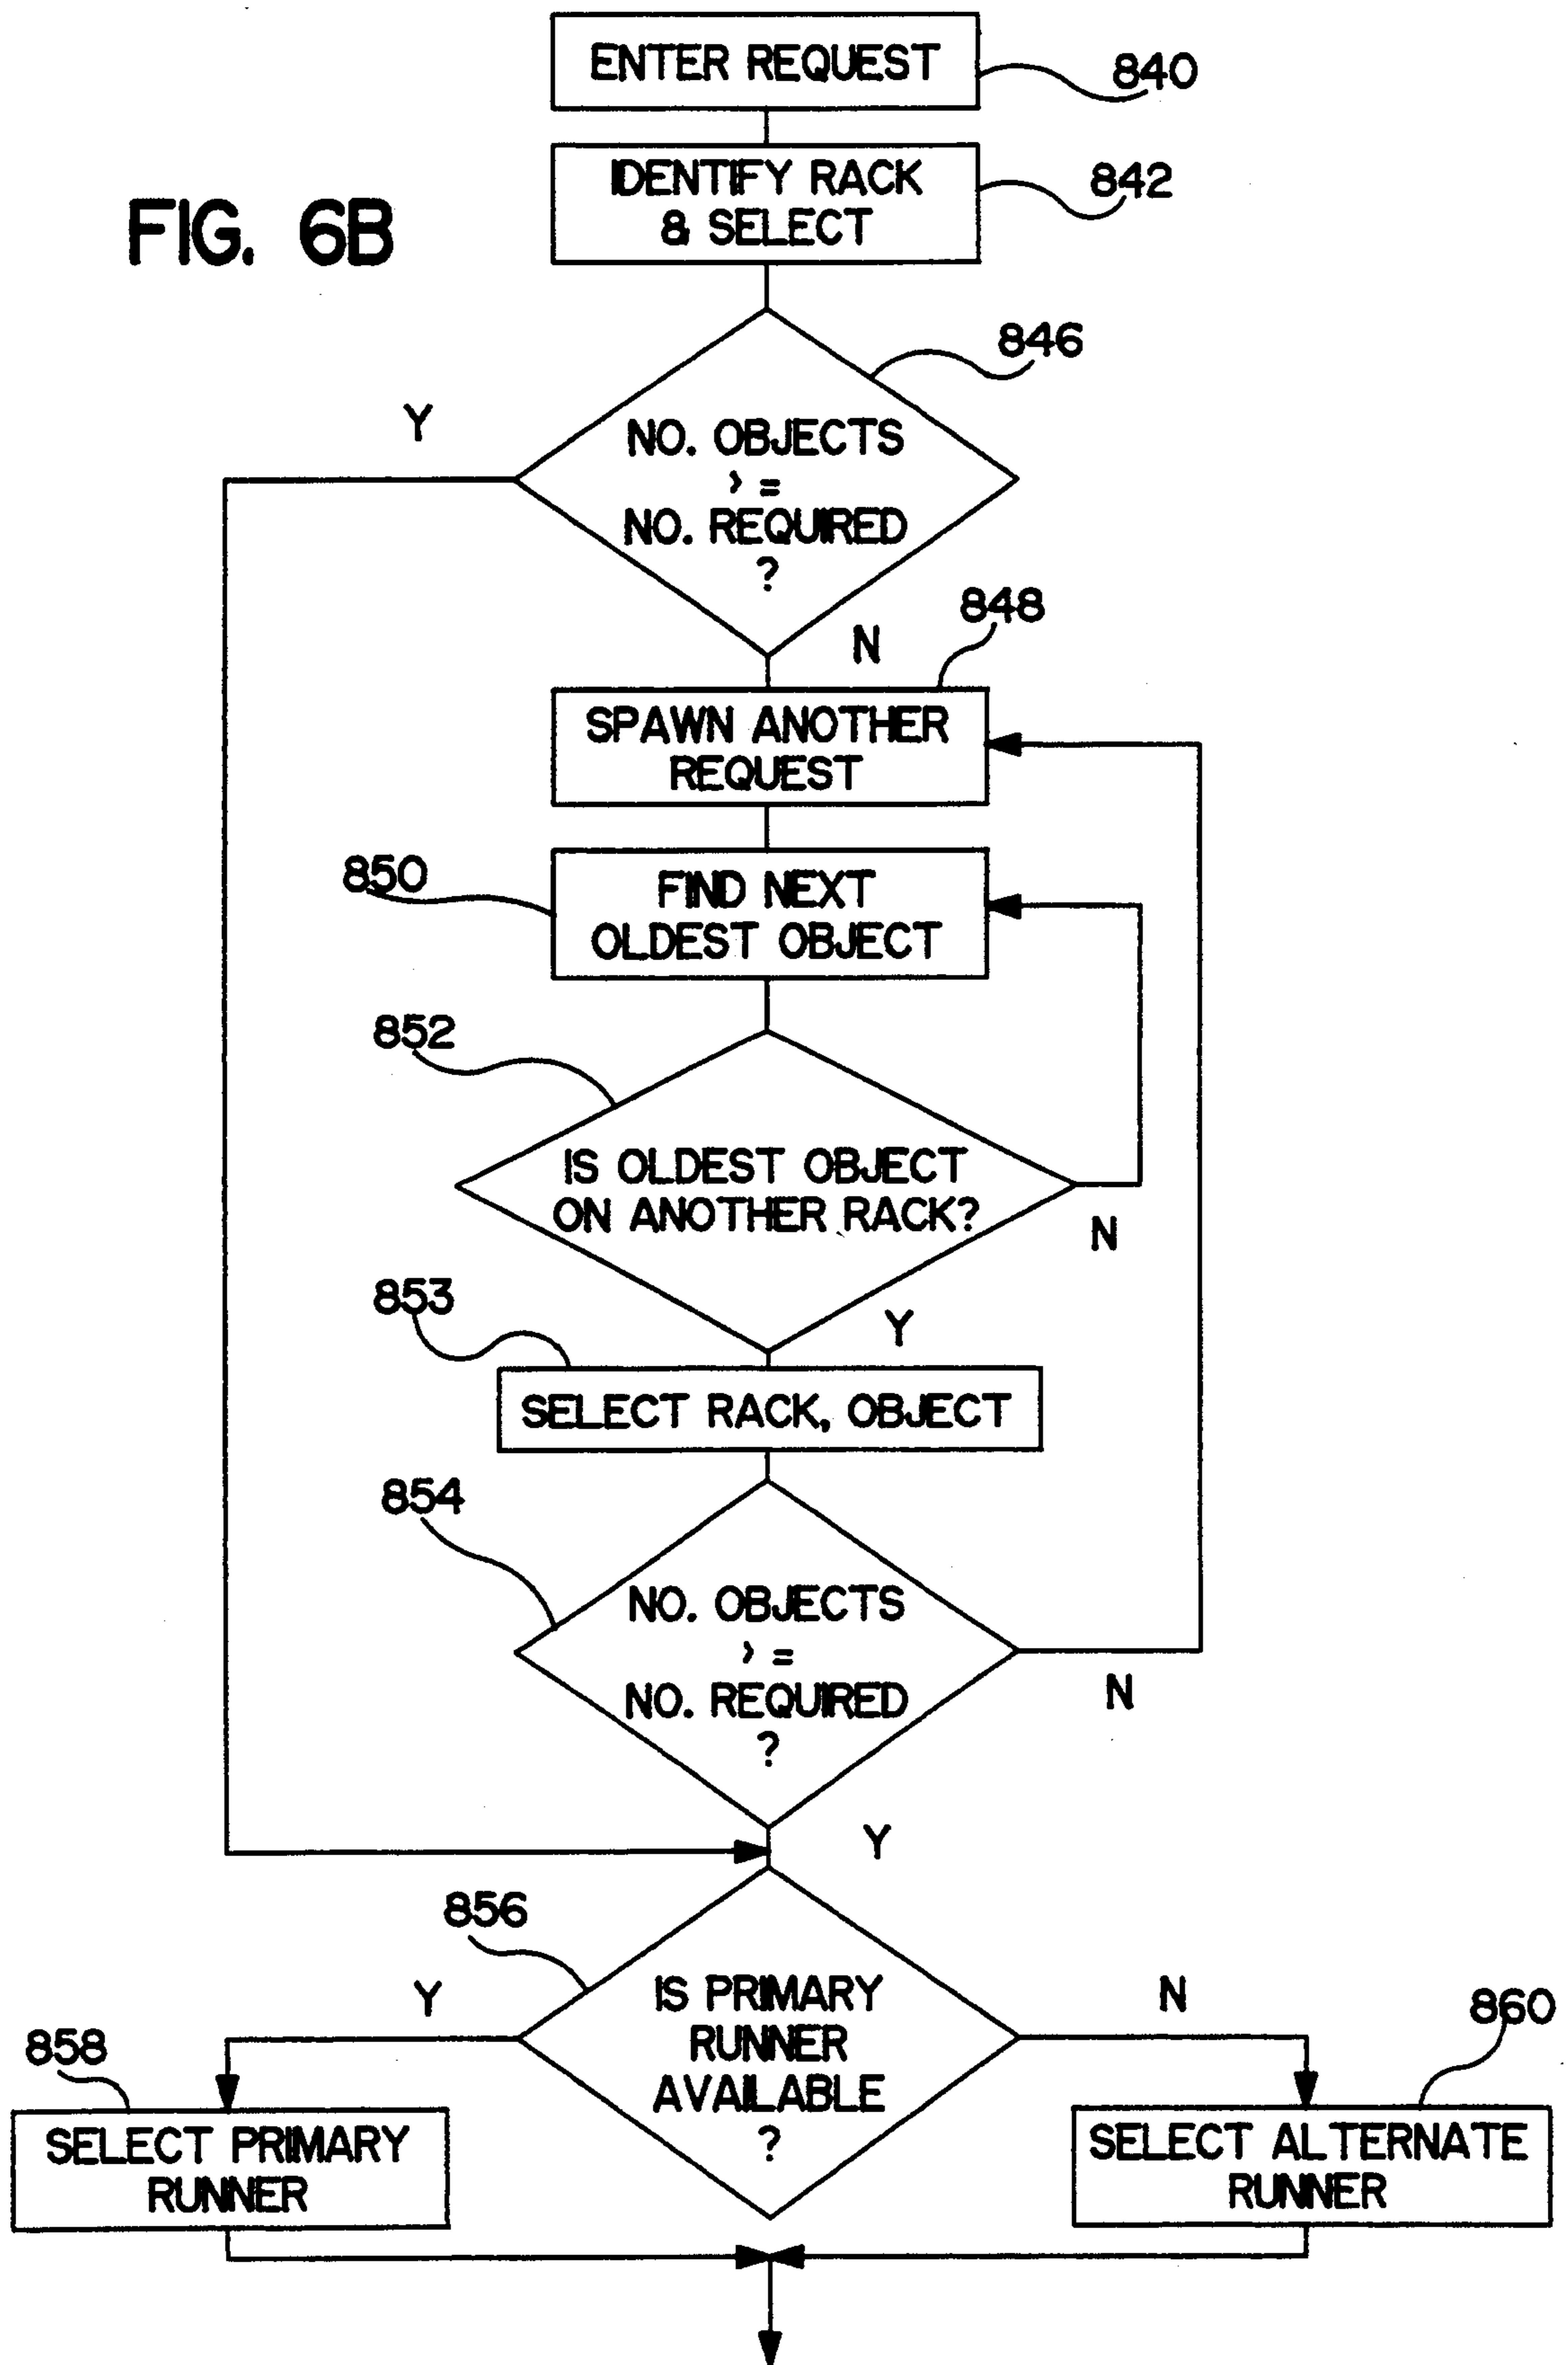 ENTER REQUEST
840
IDENTIFY RACK
& SELECT
842
FIG. 6B
846
Y
NO. OBJECTS
> =
NO. REQUIRED
?
848
N
SPAWN ANOTHER
REQUEST
850
FIND NEXT
OLDEST OBJECT
852
IS OLDEST OBJECT
ON ANOTHER RACK?
N
853
Y
SELECT RACK, OBJECT
854
NO. OBJECTS
> =
NO. REQUIRED
?
N
Y
856
Y
IS PRIMARY
RUNNER
AVAILABLE
?
N
860
858
SELECT PRIMARY
RUNNER
SELECT ALTERNATE
RUNNER